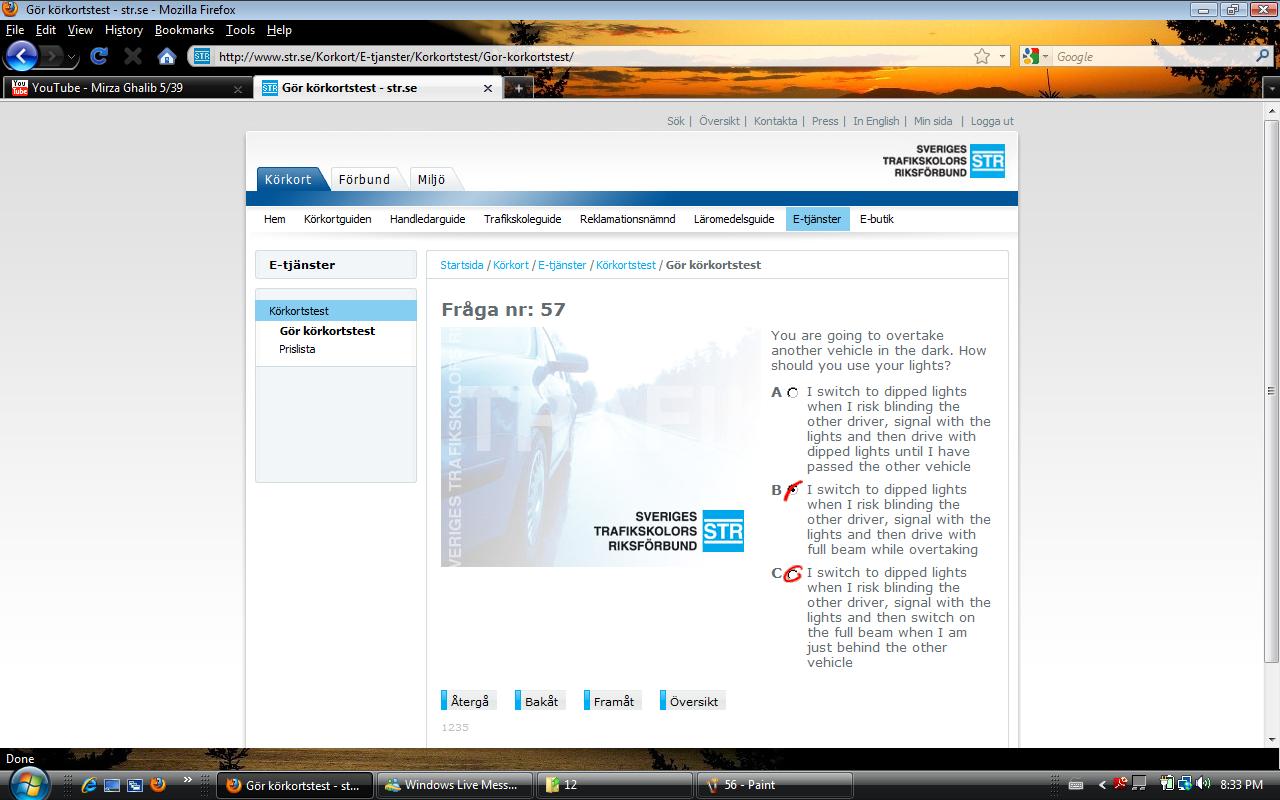 Gör körkortstest - str.se - Mozilla Firefox
File Edit View History Bookmarks Tools Help
STR http://www.str.se/Korkort/E-tjanster/Korkortstest/Gor-korkortstest/ Google
You Tube YouTube - Mirza Ghalib 5/39 STR Gör körkortstest - str.se
Sök | Översikt | Kontakta | Press | In English | Min sida | Logga ut
SVERIGES
TRAFIKSKOLORS STR
RIKSFÖRBUND
Körkort Förbund Miljö
Hem Körkortguiden Handledarguide Trafikskoleguide Reklamationsnämnd Läromedelsguide E-tjänster E-butik
E-tjänster
Körkortstest
Gör körkortstest
Prislista
Startsida / Körkort / E-tjänster / Körkortstest / Gör körkortstest
Fråga nr: 57
SVERIGES
TRAFIKSKOLORS STR
RIKSFÖRBUND
You are going to overtake
another vehicle in the dark. How
should you use your lights?
A I switch to dipped lights
when I risk blinding the
other driver, signal with the
lights and then drive with
dipped lights until I have
passed the other vehicle
B I switch to dipped lights
when I risk blinding the
other driver, signal with the
lights and then drive with
full beam while overtaking
C I switch to dipped lights
when I risk blinding the
other driver, signal with the
lights and then switch on
the full beam when I am
just behind the other
vehicle
Återgå Bakåt Framåt Översikt
1235
Done
Gör körkortstest - st... Windows Live Mess... 12 56 - Paint 8:33 PM